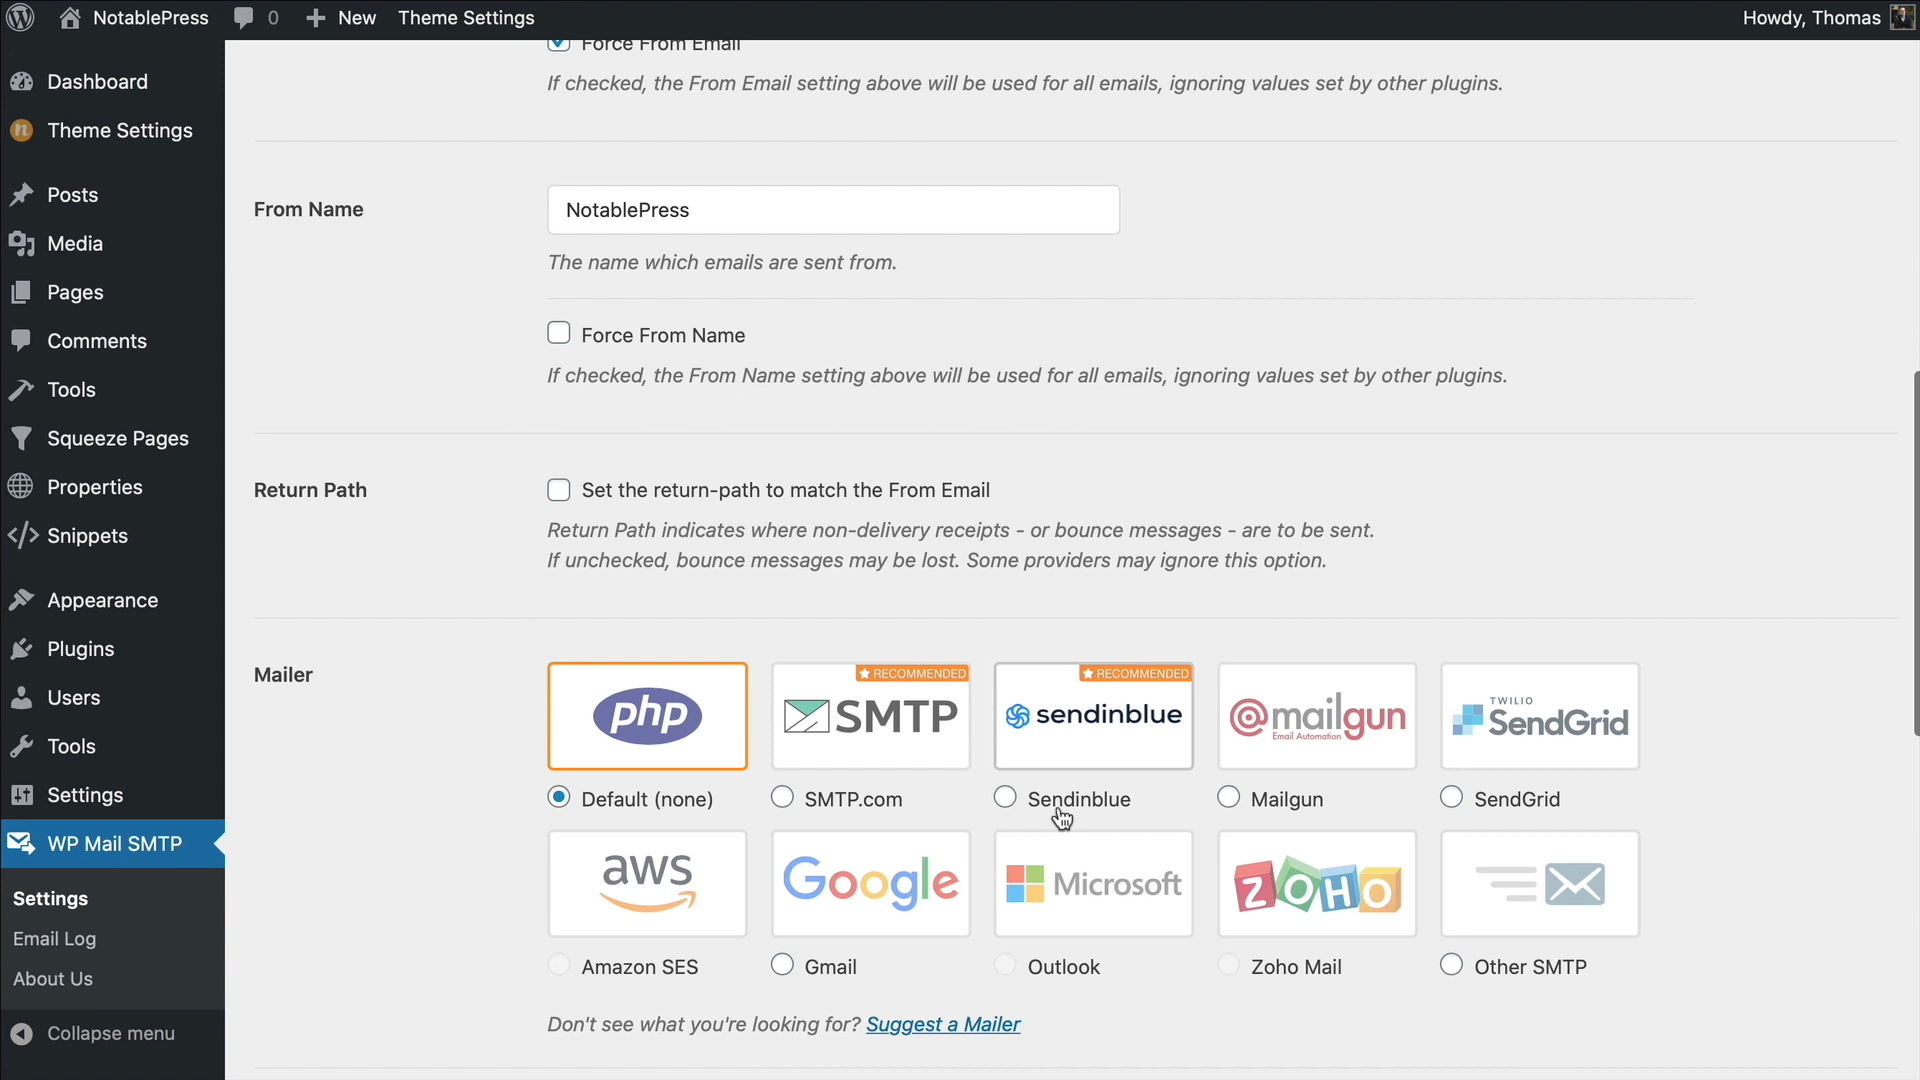 NotablePress
0
New
Theme Settings
Howdy, Thomas
Dashboard
Theme Settings
Posts
Media
Pages
Comments
Tools
Squeeze Pages
Properties
Snippets
Appearance
Plugins
Users
Tools
Settings
WP Mail SMTP
Settings
Email Log
About Us
Collapse menu
Force From Email
If checked, the From Email setting above will be used for all emails, ignoring values set by other plugins.
From Name
NotablePress
The name which emails are sent from.
Force From Name
If checked, the From Name setting above will be used for all emails, ignoring values set by other plugins.
Return Path
Set the return-path to match the From Email
Return Path indicates where non-delivery receipts - or bounce messages - are to be sent.
If unchecked, bounce messages may be lost. Some providers may ignore this option.
Mailer
php
Default (none)
RECOMMENDED
SMTP
SMTP.com
RECOMMENDED
sendinblue
Sendinblue
@mailgun
Email Automation
Mailgun
TWILIO
SendGrid
SendGrid
aws
Amazon SES
Google
Gmail
Microsoft
Outlook
ZOHO
Zoho Mail
Other SMTP
Don't see what you're looking for? Suggest a Mailer